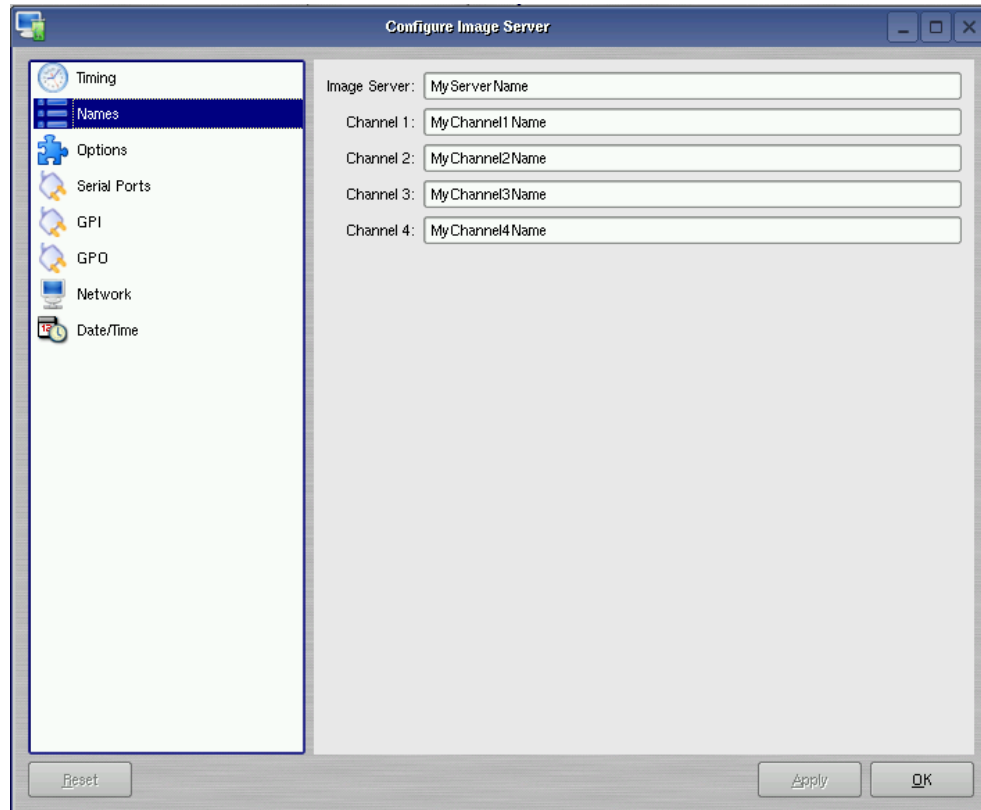 Configure Image Server
Timing
Names
Options
Serial Ports
GPI
GPO
Network
Date/Time
Image Server: MyServerName
Channel 1: MyChannel1Name
Channel 2: MyChannel2Name
Channel 3: MyChannel3Name
Channel 4: MyChannel4Name
Reset
Apply
OK